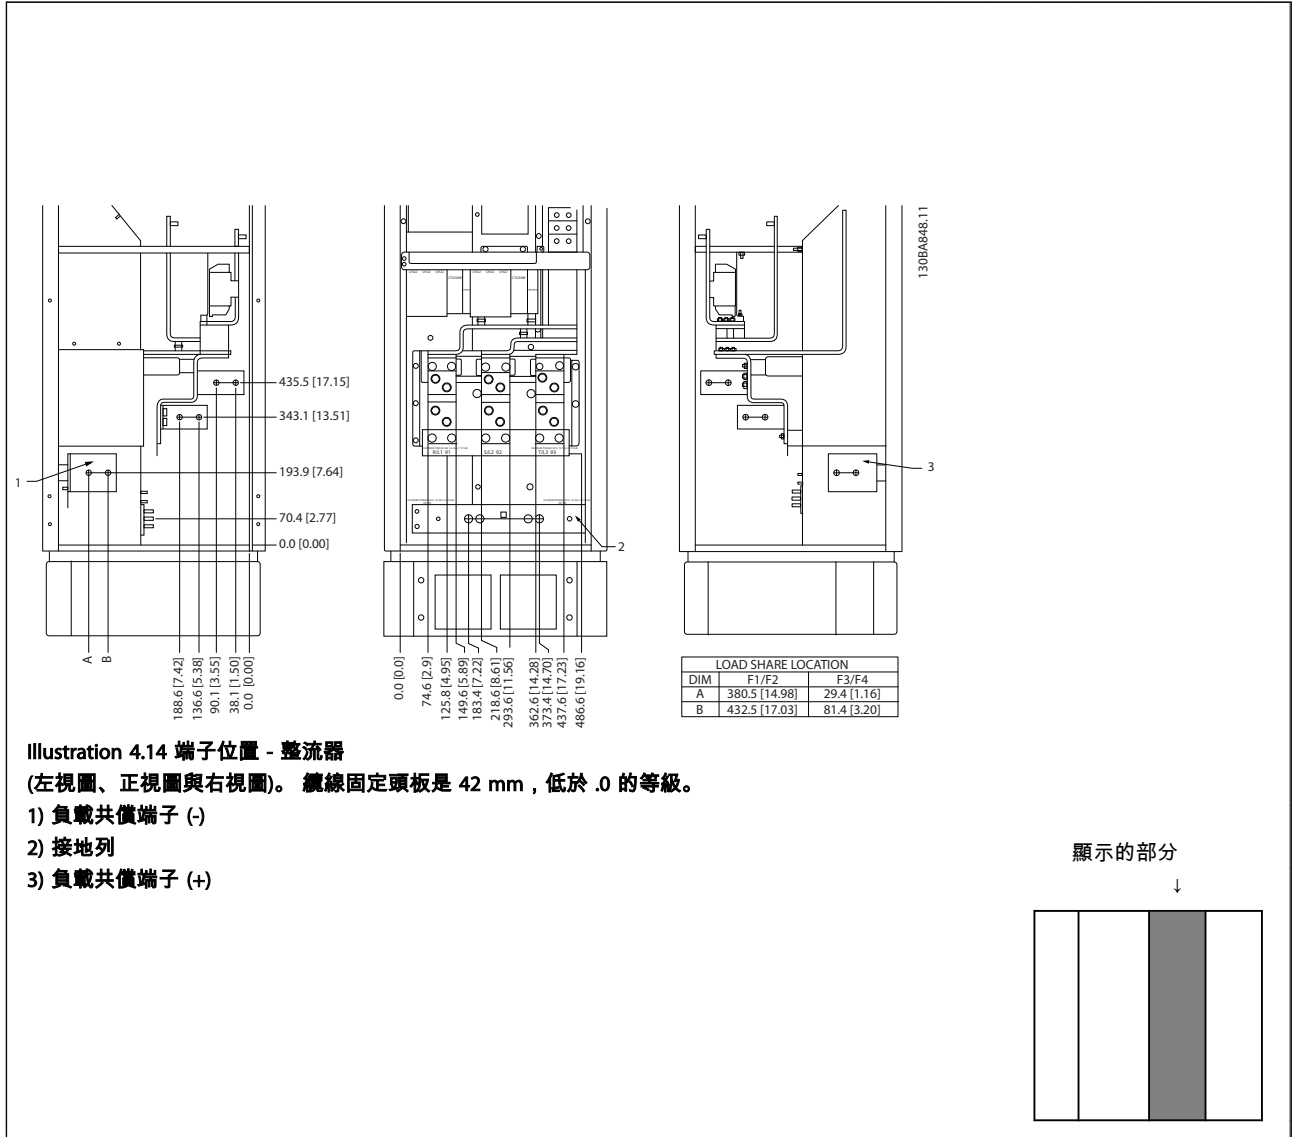 130BA848.11
435.5 [17.15]
343.1 [13.51]
193.9 [7.64]
70.4 [2.77]
0.0 [0.00]
1
2
3
R/L1 91
S/L2 92
T/L3 93
A
B
188.6 [7.42]
136.6 [5.38]
90.1 [3.55]
38.1 [1.50]
0.0 [0.00]
0.0 [0.0]
74.6 [2.9]
125.8 [4.95]
149.6 [5.89]
183.4 [7.22]
218.6 [8.61]
293.6 [11.56]
362.6 [14.28]
373.4 [14.70]
437.6 [17.23]
486.6 [19.16]
LOAD SHARE LOCATION
DIM F1/F2 F3/F4
A 380.5 [14.98] 29.4 [1.16]
B 432.5 [17.03] 81.4 [3.20]
Illustration 4.14 端子位置 - 整流器
(左視圖、正視圖與右視圖)。 纜線固定頭板是 42 mm，低於 .0 的等級。
1) 負載共償端子 (-)
2) 接地列
3) 負載共償端子 (+)
顯示的部分
↓